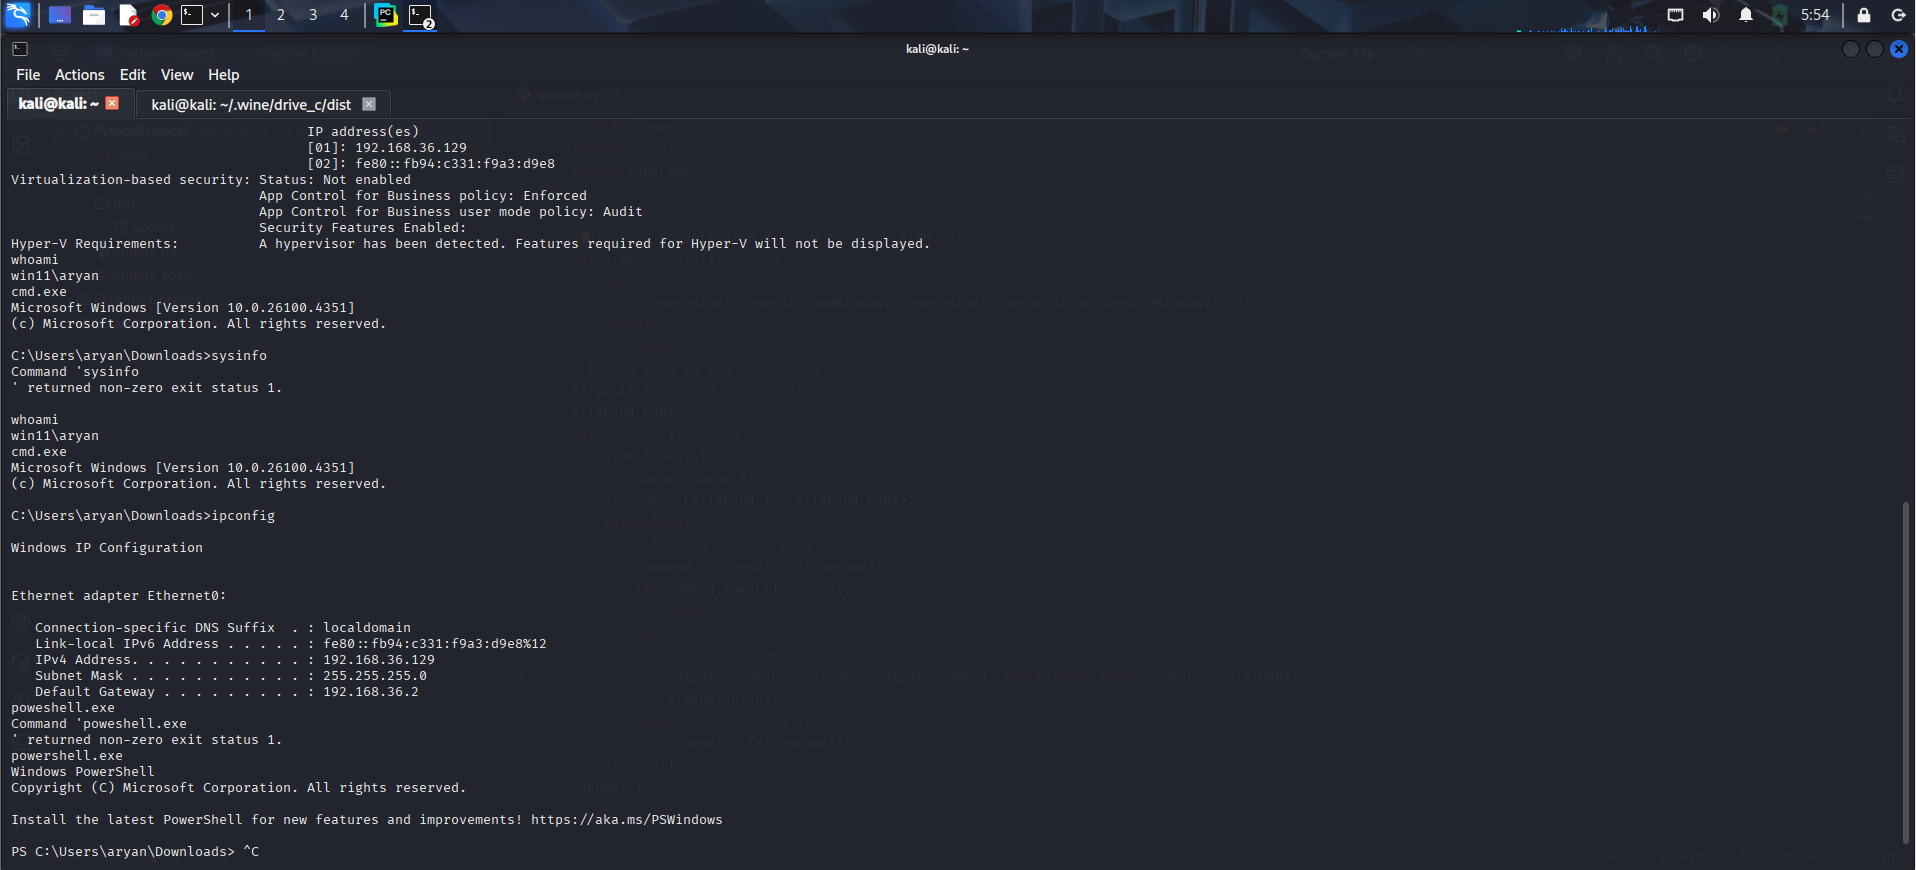 1 2 3 4 2 5:54
kali@kali: ~
File Actions Edit View Help
kali@kali: ~ kali@kali: ~/.wine/drive_c/dist
IP address(es)
[01]: 192.168.36.129
[02]: fe80::fb94:c331:f9a3:d9e8
Virtualization-based security: Status: Not enabled
App Control for Business policy: Enforced
App Control for Business user mode policy: Audit
Security Features Enabled:
Hyper-V Requirements: A hypervisor has been detected. Features required for Hyper-V will not be displayed.
whoami
win11\aryan
cmd.exe
Microsoft Windows [Version 10.0.26100.4351]
(c) Microsoft Corporation. All rights reserved.
C:\Users\aryan\Downloads>sysinfo
Command 'sysinfo
' returned non-zero exit status 1.
whoami
win11\aryan
cmd.exe
Microsoft Windows [Version 10.0.26100.4351]
(c) Microsoft Corporation. All rights reserved.
C:\Users\aryan\Downloads>ipconfig
Windows IP Configuration
Ethernet adapter Ethernet0:
Connection-specific DNS Suffix . : localdomain
Link-local IPv6 Address . . . . . : fe80::fb94:c331:f9a3:d9e8%12
IPv4 Address. . . . . . . . . . . : 192.168.36.129
Subnet Mask . . . . . . . . . . . : 255.255.255.0
Default Gateway . . . . . . . . . : 192.168.36.2
poweshell.exe
Command 'poweshell.exe
' returned non-zero exit status 1.
powershell.exe
Windows PowerShell
Copyright (C) Microsoft Corporation. All rights reserved.
Install the latest PowerShell for new features and improvements! https://aka.ms/PSWindows
PS C:\Users\aryan\Downloads> ^C